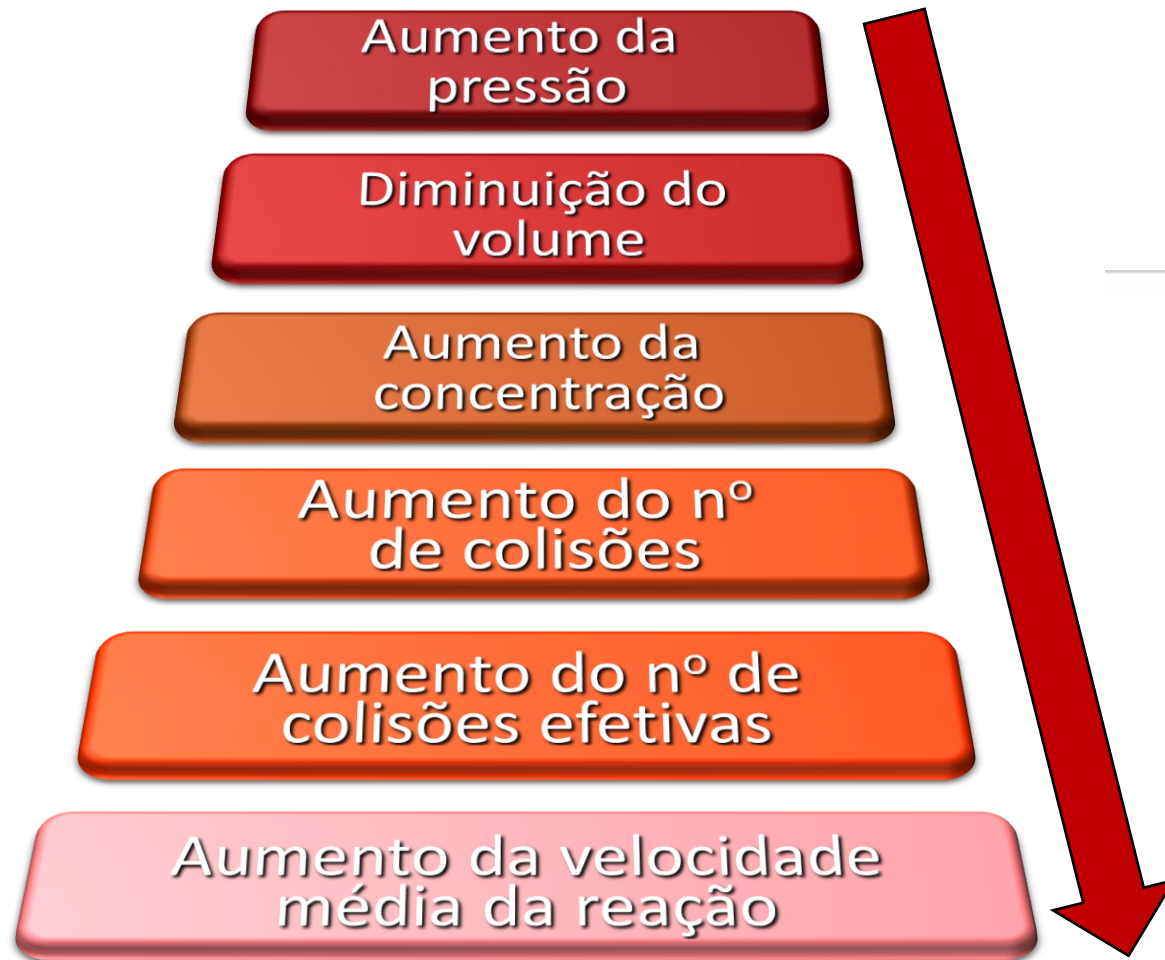 Aumento da
pressão
Diminuição do
volume
Aumento da
concentração
Aumento do nº
de colisões
Aumento do nº de
colisões efetivas
Aumento da velocidade
média da reação